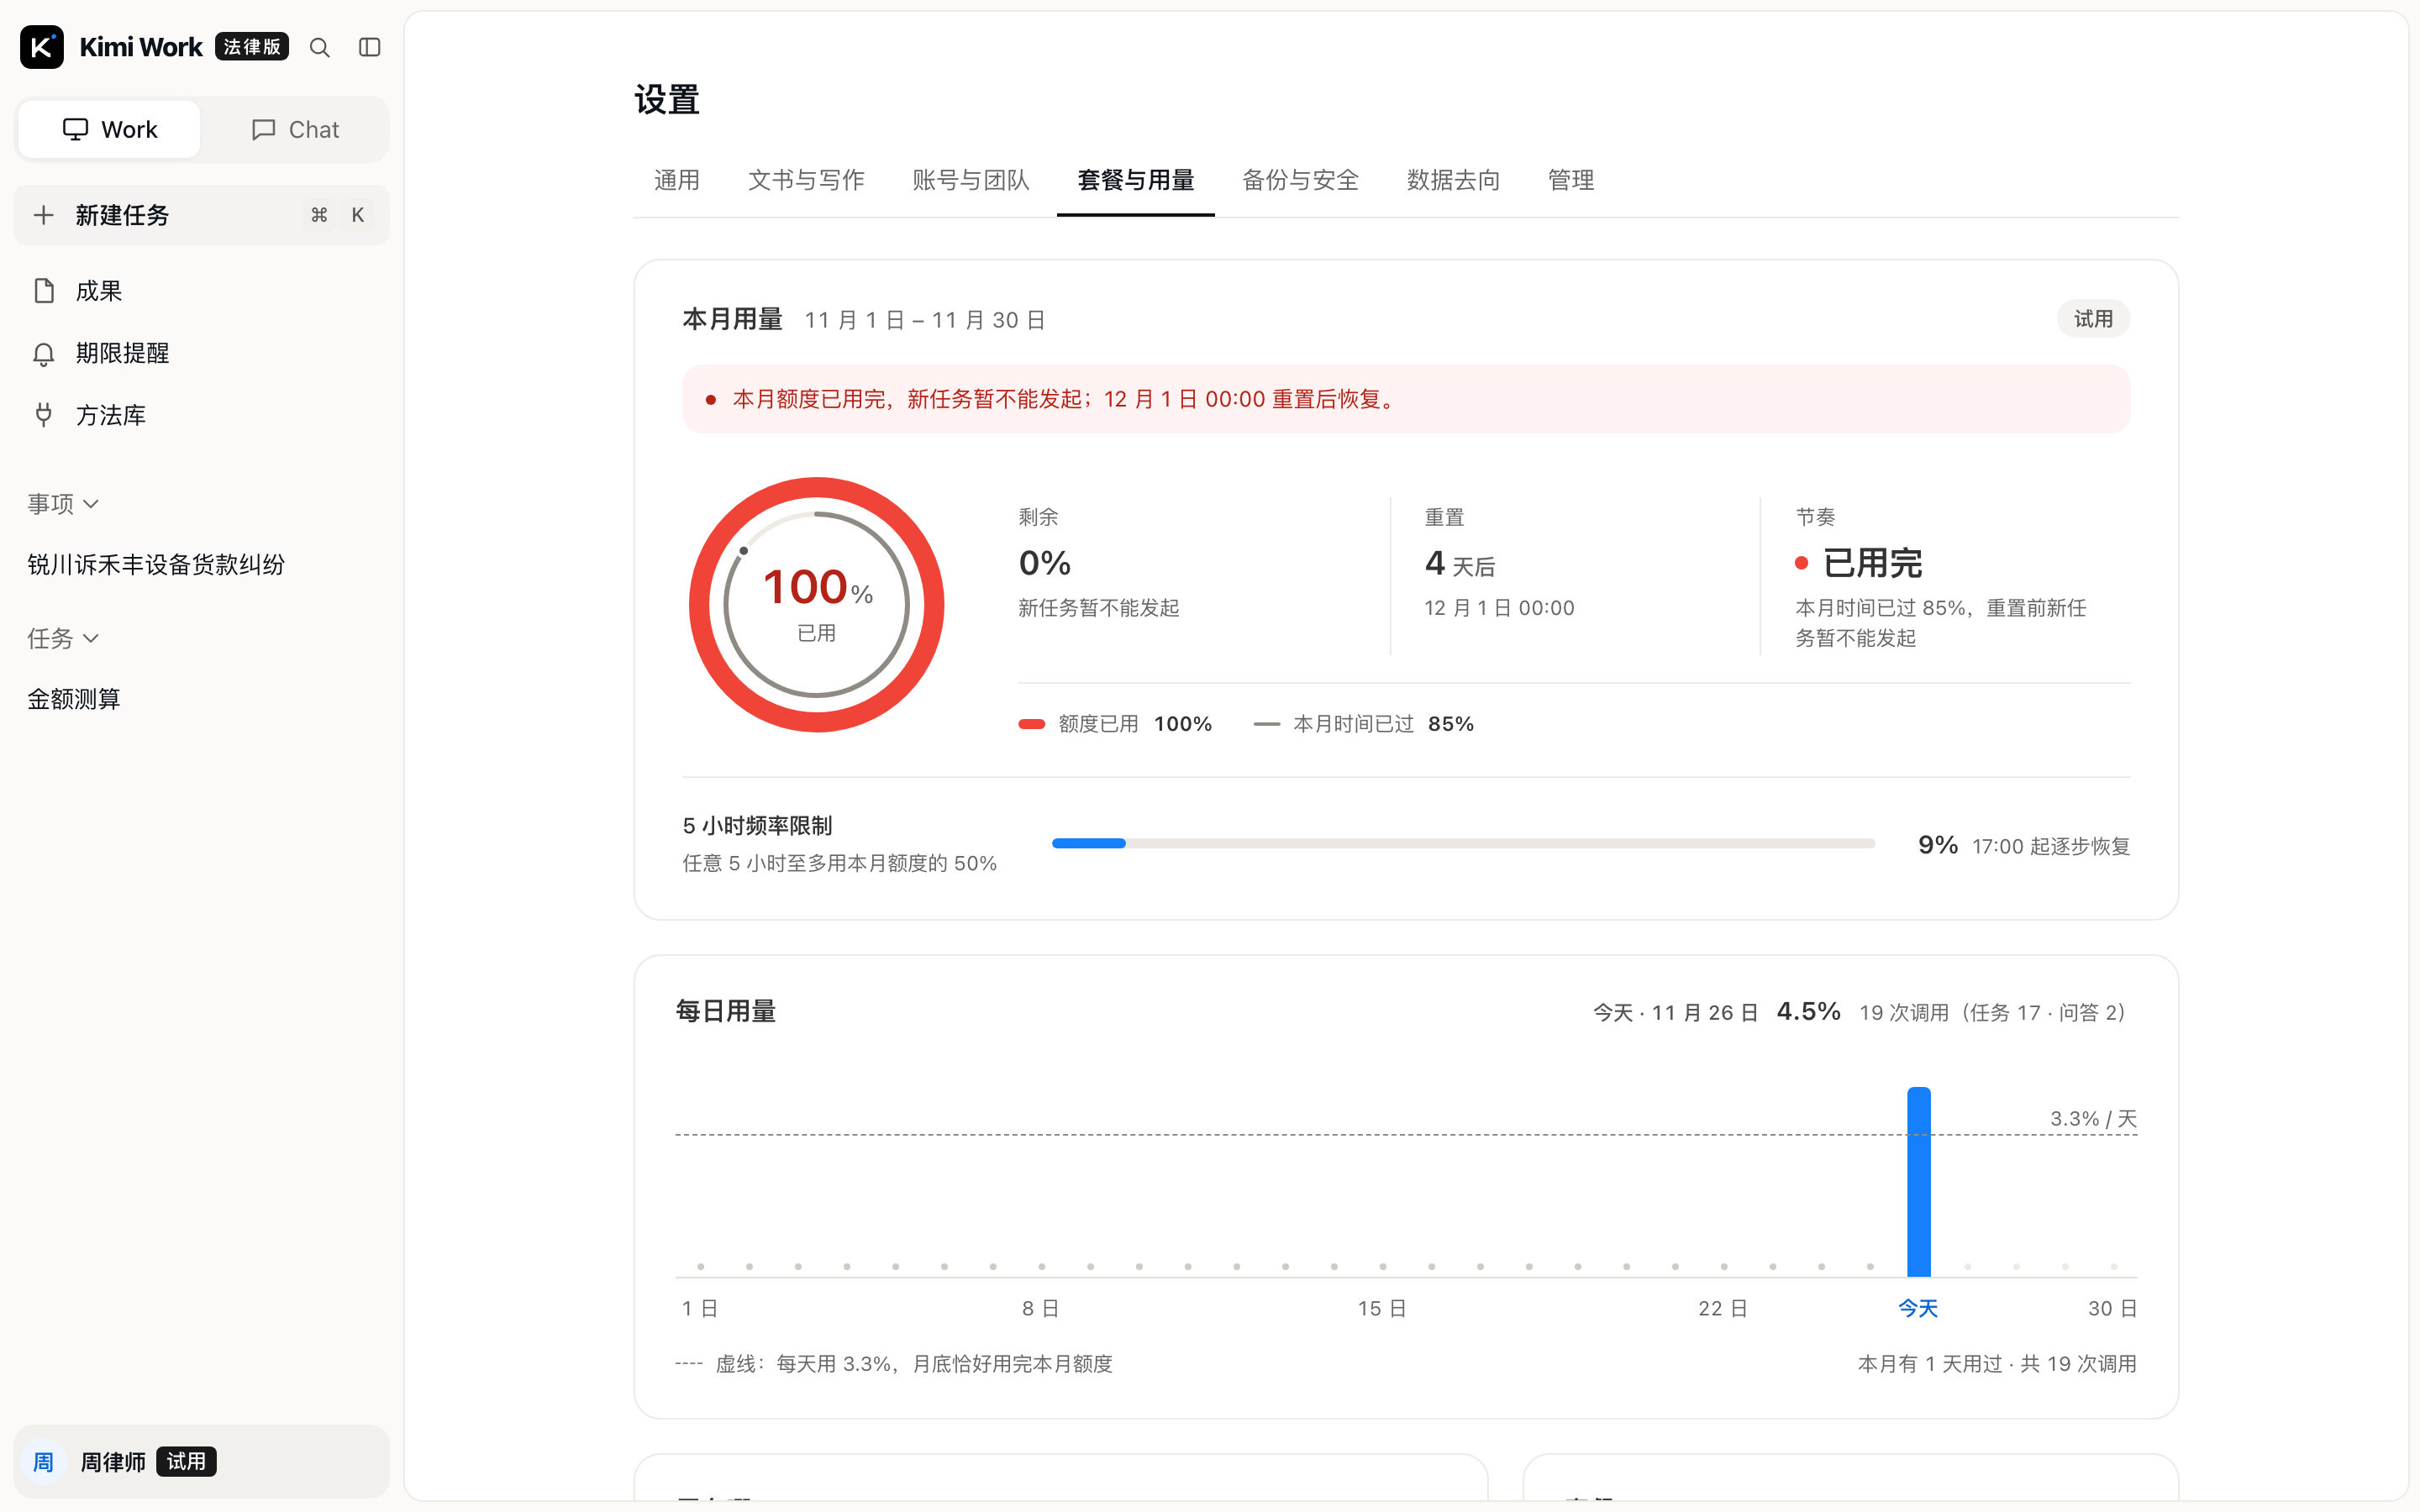 Kimi Work 法律版
Work
Chat
新建任务 ⌘ K
成果
期限提醒
方法库
事项
锐川诉禾丰设备货款纠纷
任务
金额测算
周 周律师 试用
设置
通用 文书与写作 账号与团队 套餐与用量 备份与安全 数据去向 管理
本月用量 11 月 1 日 – 11 月 30 日 试用
本月额度已用完，新任务暂不能发起；12 月 1 日 00:00 重置后恢复。
100%
已用
剩余
0%
新任务暂不能发起
重置
4 天后
12 月 1 日 00:00
节奏
已用完
本月时间已过 85%，重置前新任
务暂不能发起
额度已用 100% 本月时间已过 85%
5 小时频率限制
任意 5 小时至多用本月额度的 50%
9% 17:00 起逐步恢复
每日用量 今天 · 11 月 26 日 4.5% 19 次调用（任务 17 · 问答 2）
3.3% / 天
1 日 8 日 15 日 22 日 今天 30 日
虚线：每天用 3.3%，月底恰好用完本月额度 本月有 1 天用过 · 共 19 次调用